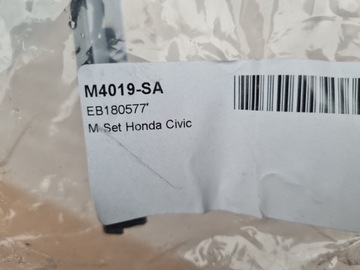 M4019-SA
EB180577*
M-Set Honda Civic